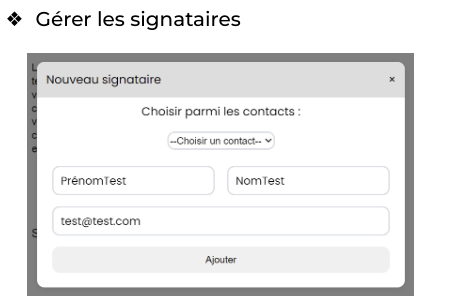 ❖ Gérer les signataires
Nouveau signataire ×
Choisir parmi les contacts :
--Choisir un contact--
PrénomTest NomTest
test@test.com
Ajouter